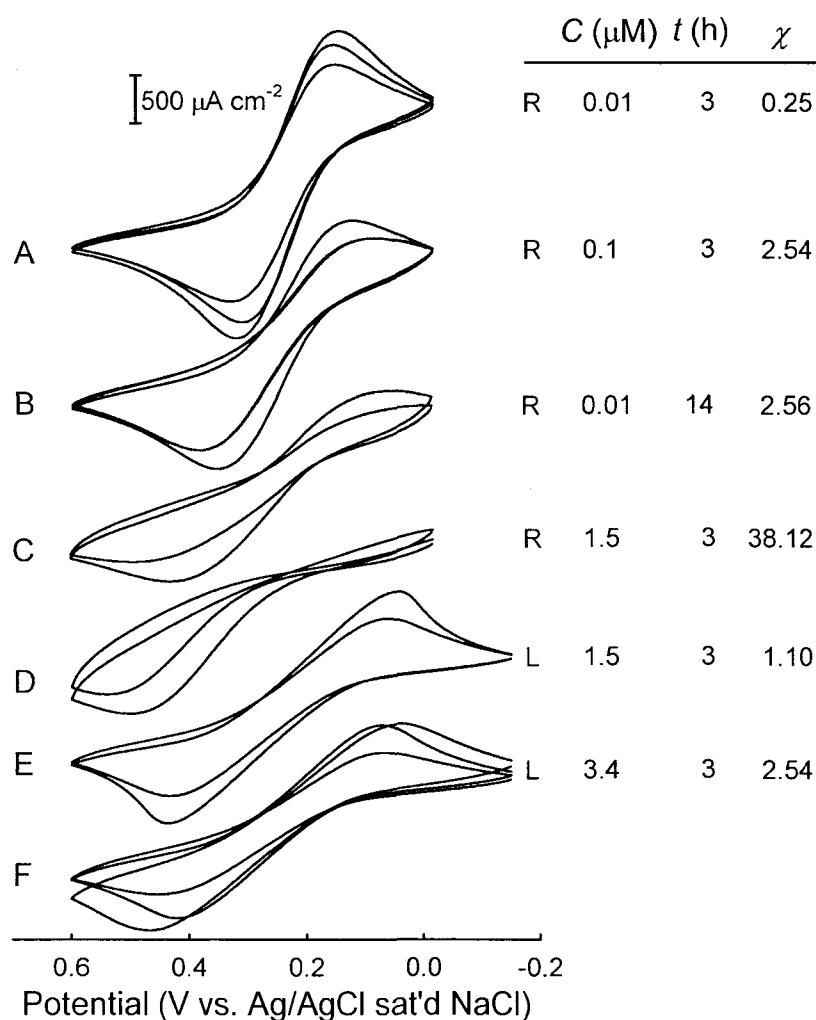 C (μM) t (h) χ
500 μA cm-2
R 0.01 3 0.25
A R 0.1 3 2.54
B R 0.01 14 2.56
C R 1.5 3 38.12
D L 1.5 3 1.10
E L 3.4 3 2.54
F
0.6 0.4 0.2 0.0 -0.2
Potential (V vs. Ag/AgCl sat'd NaCl)